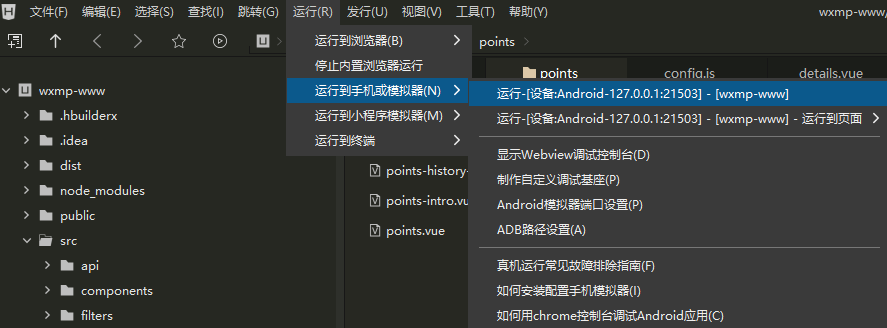 文件(F) 编辑(E) 选择(S) 查找(I) 跳转(G) 运行(R) 发行(U) 视图(V) 工具(T) 帮助(Y) wxmp-www/
运行到浏览器(B)
停止内置浏览器运行
运行到手机或模拟器(N)
运行到小程序模拟器(M)
运行到终端
points
points config.js details.vue
运行-[设备:Android-127.0.0.1:21503] - [wxmp-www]
运行-[设备:Android-127.0.0.1:21503] - [wxmp-www] - 运行到页面
显示Webview调试控制台(D)
制作自定义调试基座(P)
Android模拟器端口设置(P)
ADB路径设置(A)
真机运行常见故障排除指南(F)
如何安装配置手机模拟器(I)
如何用chrome控制台调试Android应用(C)
wxmp-www
.hbuilderx
.idea
dist
node_modules
public
src
api
components
filters
points-history-
points-intro.vu
points.vue